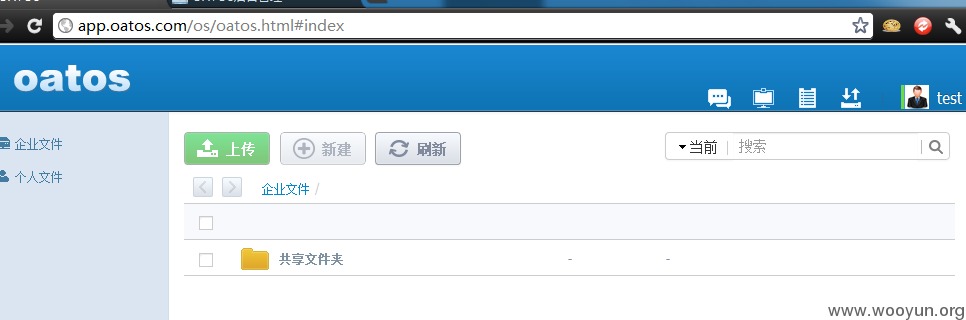 app.oatos.com/os/oatos.html#index
oatos
test
企业文件
个人文件
上传 新建 刷新
当前 搜索
企业文件 /
共享文件夹 - -
www.wooyun.org